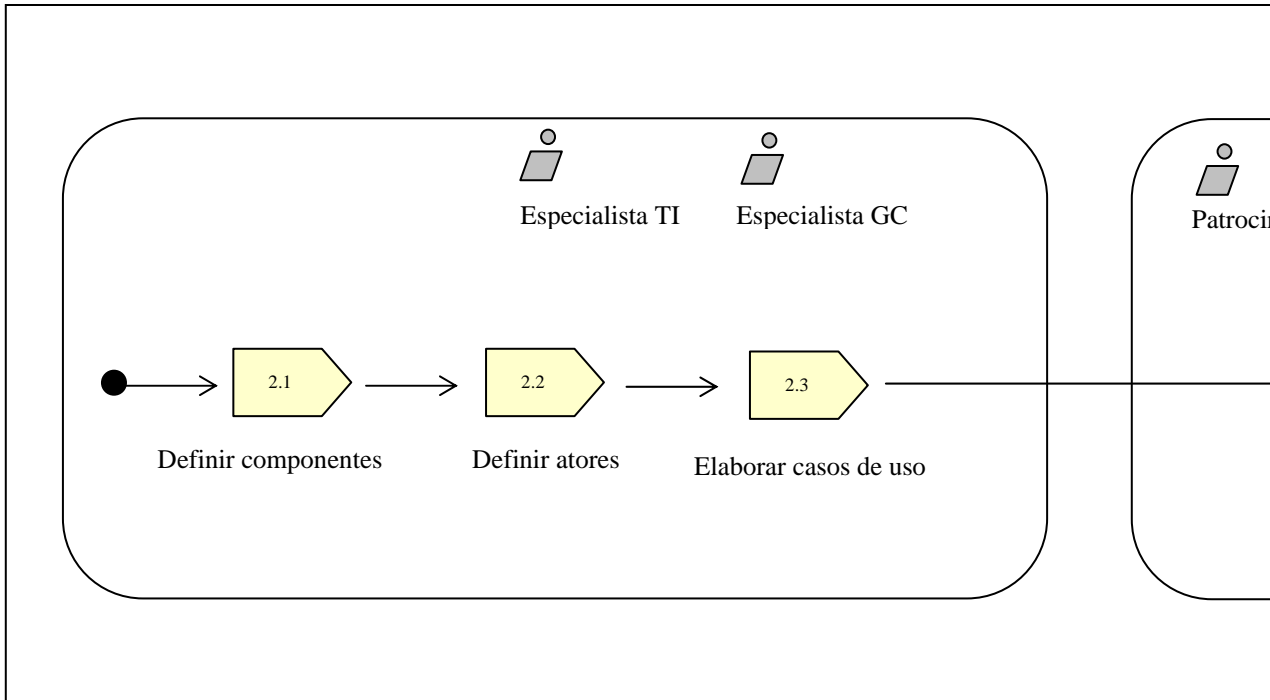 Especialista TI
Especialista GC
2.1
2.2
2.3
Definir componentes
Definir atores
Elaborar casos de uso